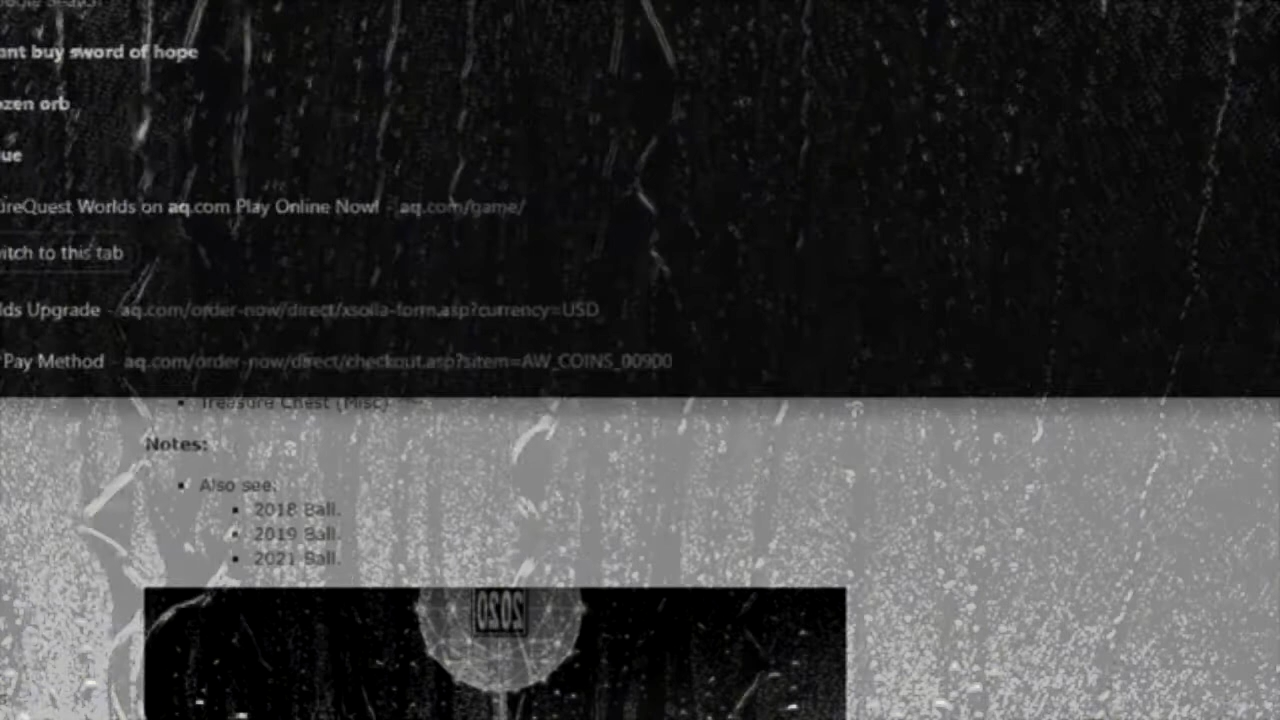 ant buy sword of hope
ozen orb
ue
ureQuest Worlds on aq.com Play Online Now! - aq.com/game/
itch to this tab
lds Upgrade - aq.com/order-now/direct/xsolla-form.asp?currency=USD
Pay Method - aq.com/order-now/direct/checkout.asp?sitem=AW_COINS_00900
Treasure Chest (Misc)
Notes:
Also see:
2018 Ball.
2019 Ball.
2021 Ball.
2020